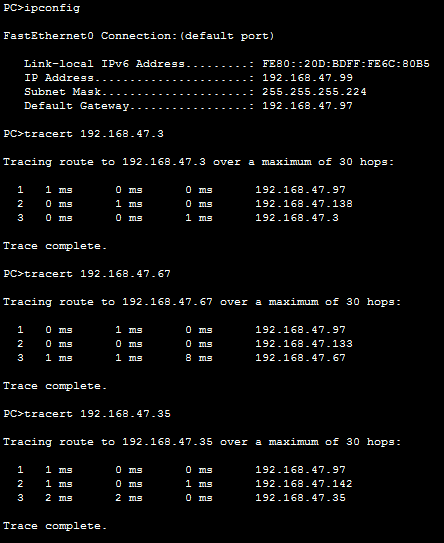 PC>ipconfig
FastEthernet0 Connection:(default port)
Link-local IPv6 Address.........: FE80::20D:BDFF:FE6C:80B5
IP Address......................: 192.168.47.99
Subnet Mask.....................: 255.255.255.224
Default Gateway.................: 192.168.47.97
PC>tracert 192.168.47.3
Tracing route to 192.168.47.3 over a maximum of 30 hops:
1 1 ms 0 ms 0 ms 192.168.47.97
2 0 ms 1 ms 0 ms 192.168.47.138
3 0 ms 0 ms 1 ms 192.168.47.3
Trace complete.
PC>tracert 192.168.47.67
Tracing route to 192.168.47.67 over a maximum of 30 hops:
1 0 ms 1 ms 0 ms 192.168.47.97
2 0 ms 0 ms 0 ms 192.168.47.133
3 1 ms 1 ms 8 ms 192.168.47.67
Trace complete.
PC>tracert 192.168.47.35
Tracing route to 192.168.47.35 over a maximum of 30 hops:
1 1 ms 0 ms 0 ms 192.168.47.97
2 1 ms 0 ms 1 ms 192.168.47.142
3 2 ms 2 ms 0 ms 192.168.47.35
Trace complete.